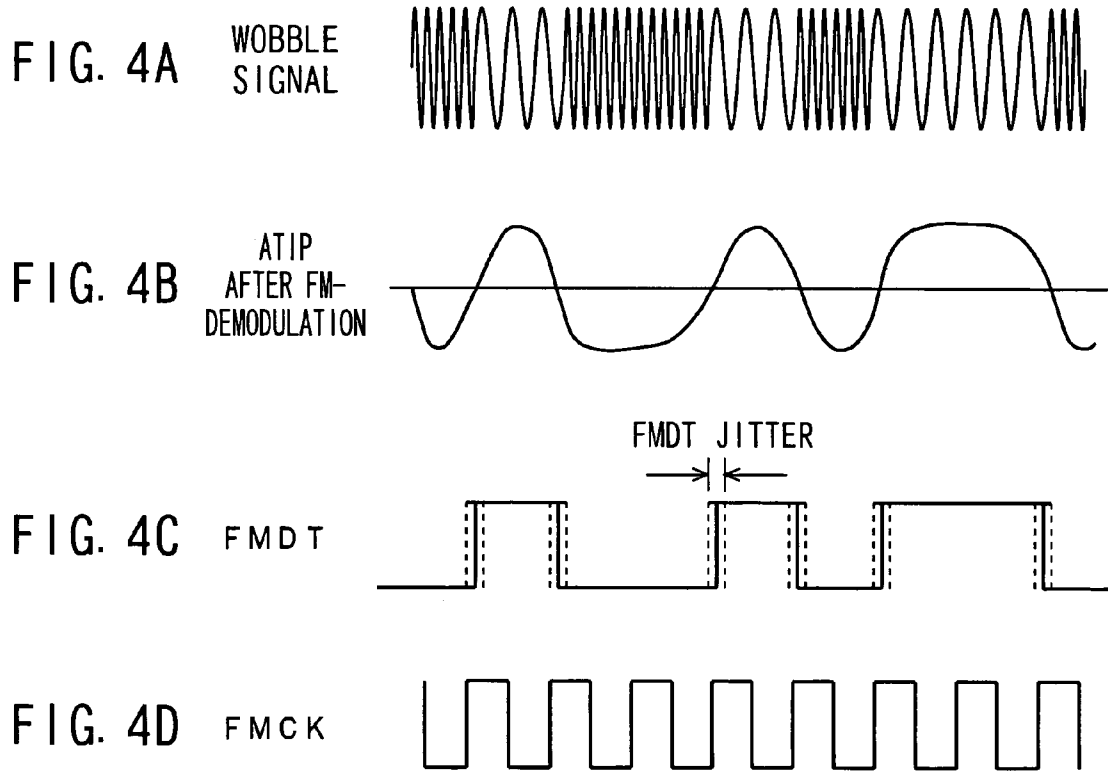 FIG. 4A
WOBBLE
SIGNAL
FIG. 4B
ATIP
AFTER FM-
DEMODULATION
FMDT JITTER
FIG. 4C
FMDT
FIG. 4D
FMCK